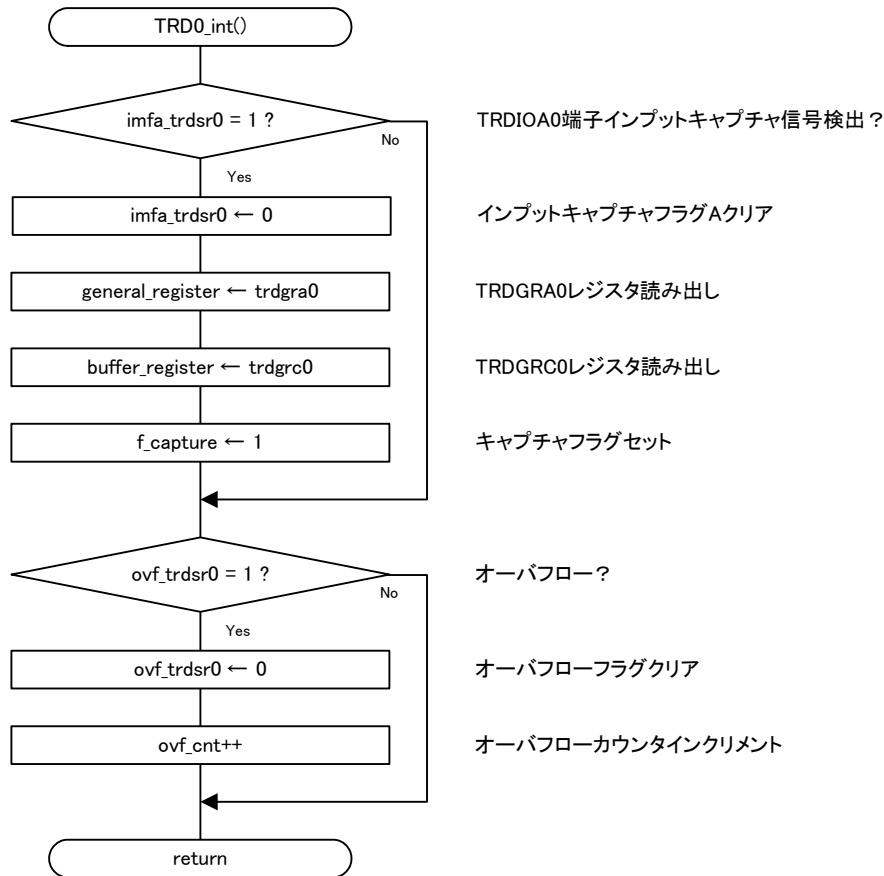 TRD0_int()
imfa_trdsr0 = 1 ?
TRDIOA0端子インプットキャプチャ信号検出?
No
Yes
imfa_trdsr0 ← 0
インプットキャプチャフラグAクリア
general_register ← trdgra0
TRDGRA0レジスタ読み出し
buffer_register ← trdgrc0
TRDGRC0レジスタ読み出し
f_capture ← 1
キャプチャフラグセット
ovf_trdsr0 = 1 ?
オーバフロー?
No
Yes
ovf_trdsr0 ← 0
オーバフローフラグクリア
ovf_cnt++
オーバフローカウンタインクリメント
return